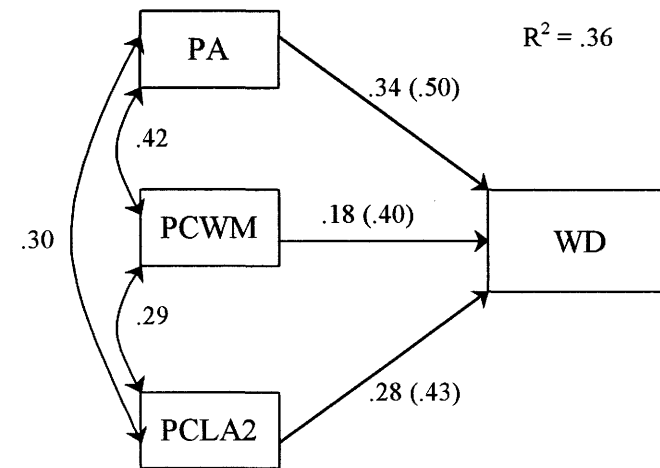 PA
R² = .36
.34 (.50)
.42
PCWM
.18 (.40)
WD
.30
.29
.28 (.43)
PCLA2